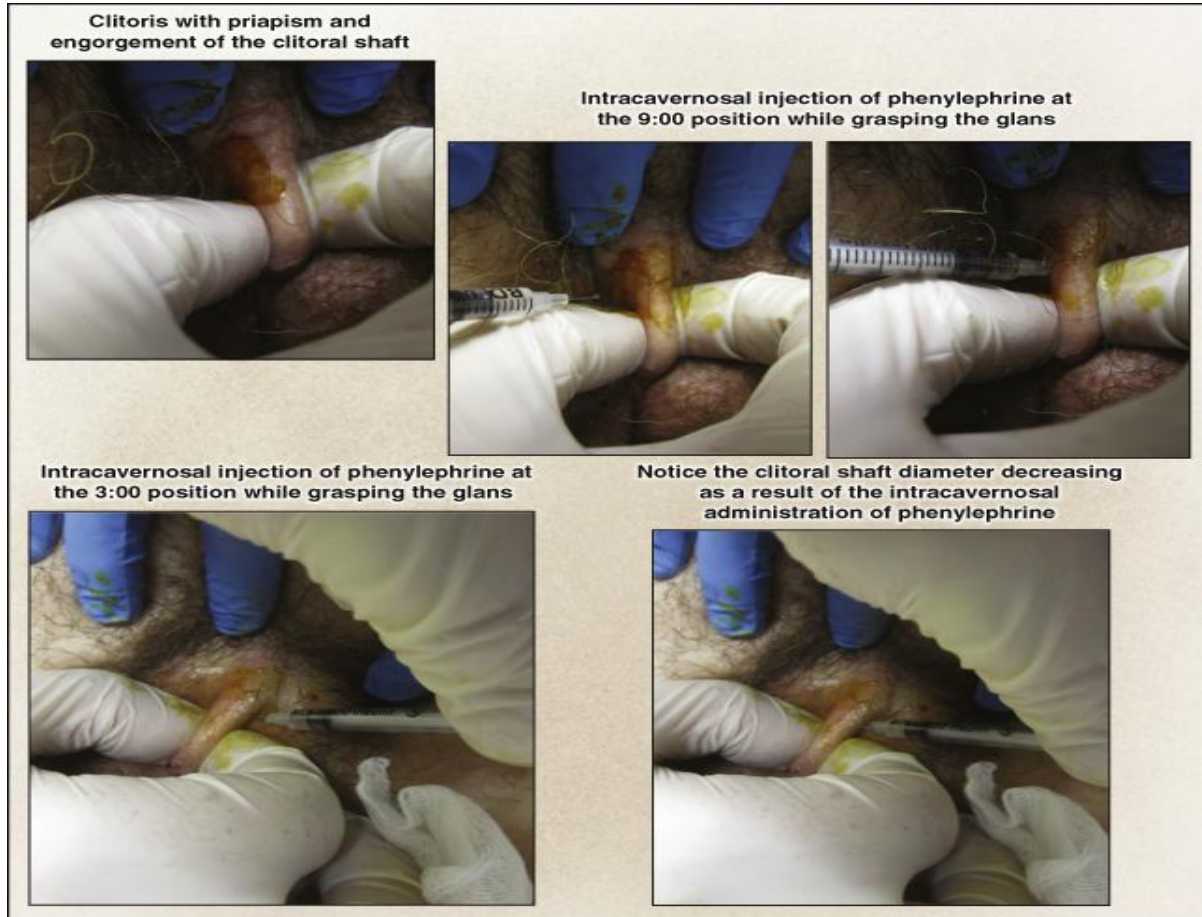 Clitoris with priapism and
engorgement of the clitoral shaft
Intracavernosal injection of phenylephrine at
the 9:00 position while grasping the glans
Intracavernosal injection of phenylephrine at
the 3:00 position while grasping the glans
Notice the clitoral shaft diameter decreasing
as a result of the intracavernosal
administration of phenylephrine